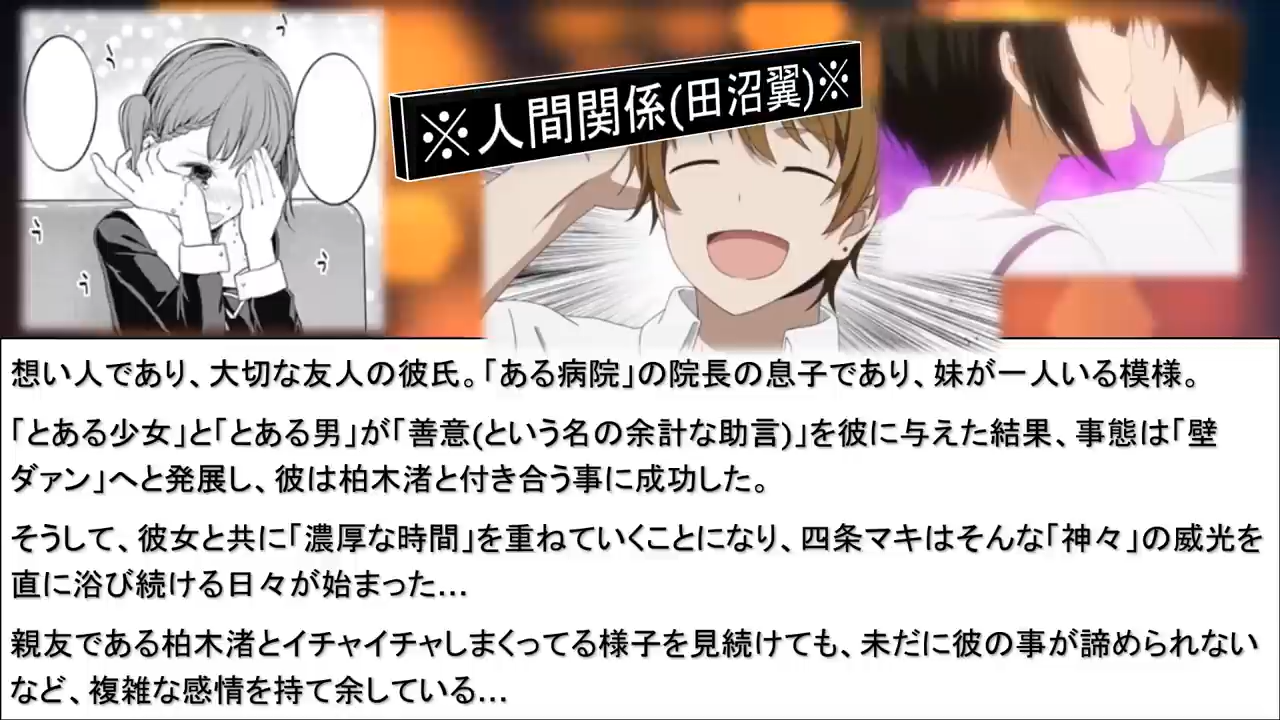 ※人間関係(田沼翼)※
想い人であり、大切な友人の彼氏。「ある病院」の院長の息子であり、妹が一人いる模様。
「とある少女」と「とある男」が「善意(という名の余計な助言)」を彼に与えた結果、事態は「壁
ダァン」へと発展し、彼は柏木渚と付き合う事に成功した。
そうして、彼女と共に「濃厚な時間」を重ねていくことになり、四条マキはそんな「神々」の威光を
直に浴び続ける日々が始まった…
親友である柏木渚とイチャイチャしまくってる様子を見続けても、未だに彼の事が諦められない
など、複雑な感情を持て余している…